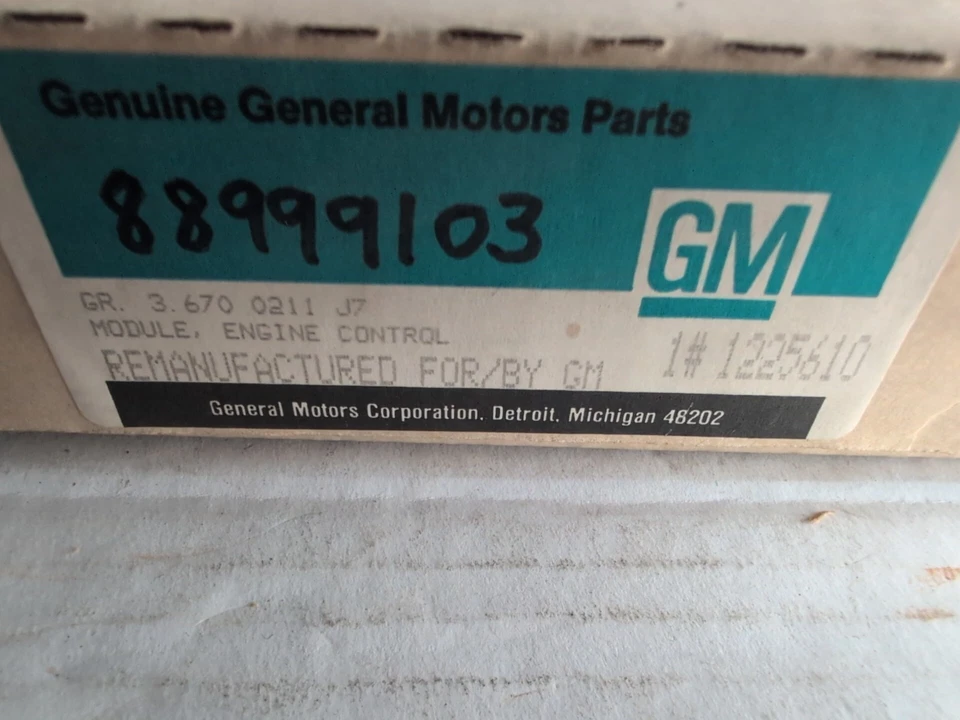 Genuine General Motors Parts
88999103
GM
GR. 3.670 0211 J7
MODULE, ENGINE CONTROL
REMANUFACTURED FOR/BY GM
1# 1225610
General Motors Corporation, Detroit, Michigan 48202